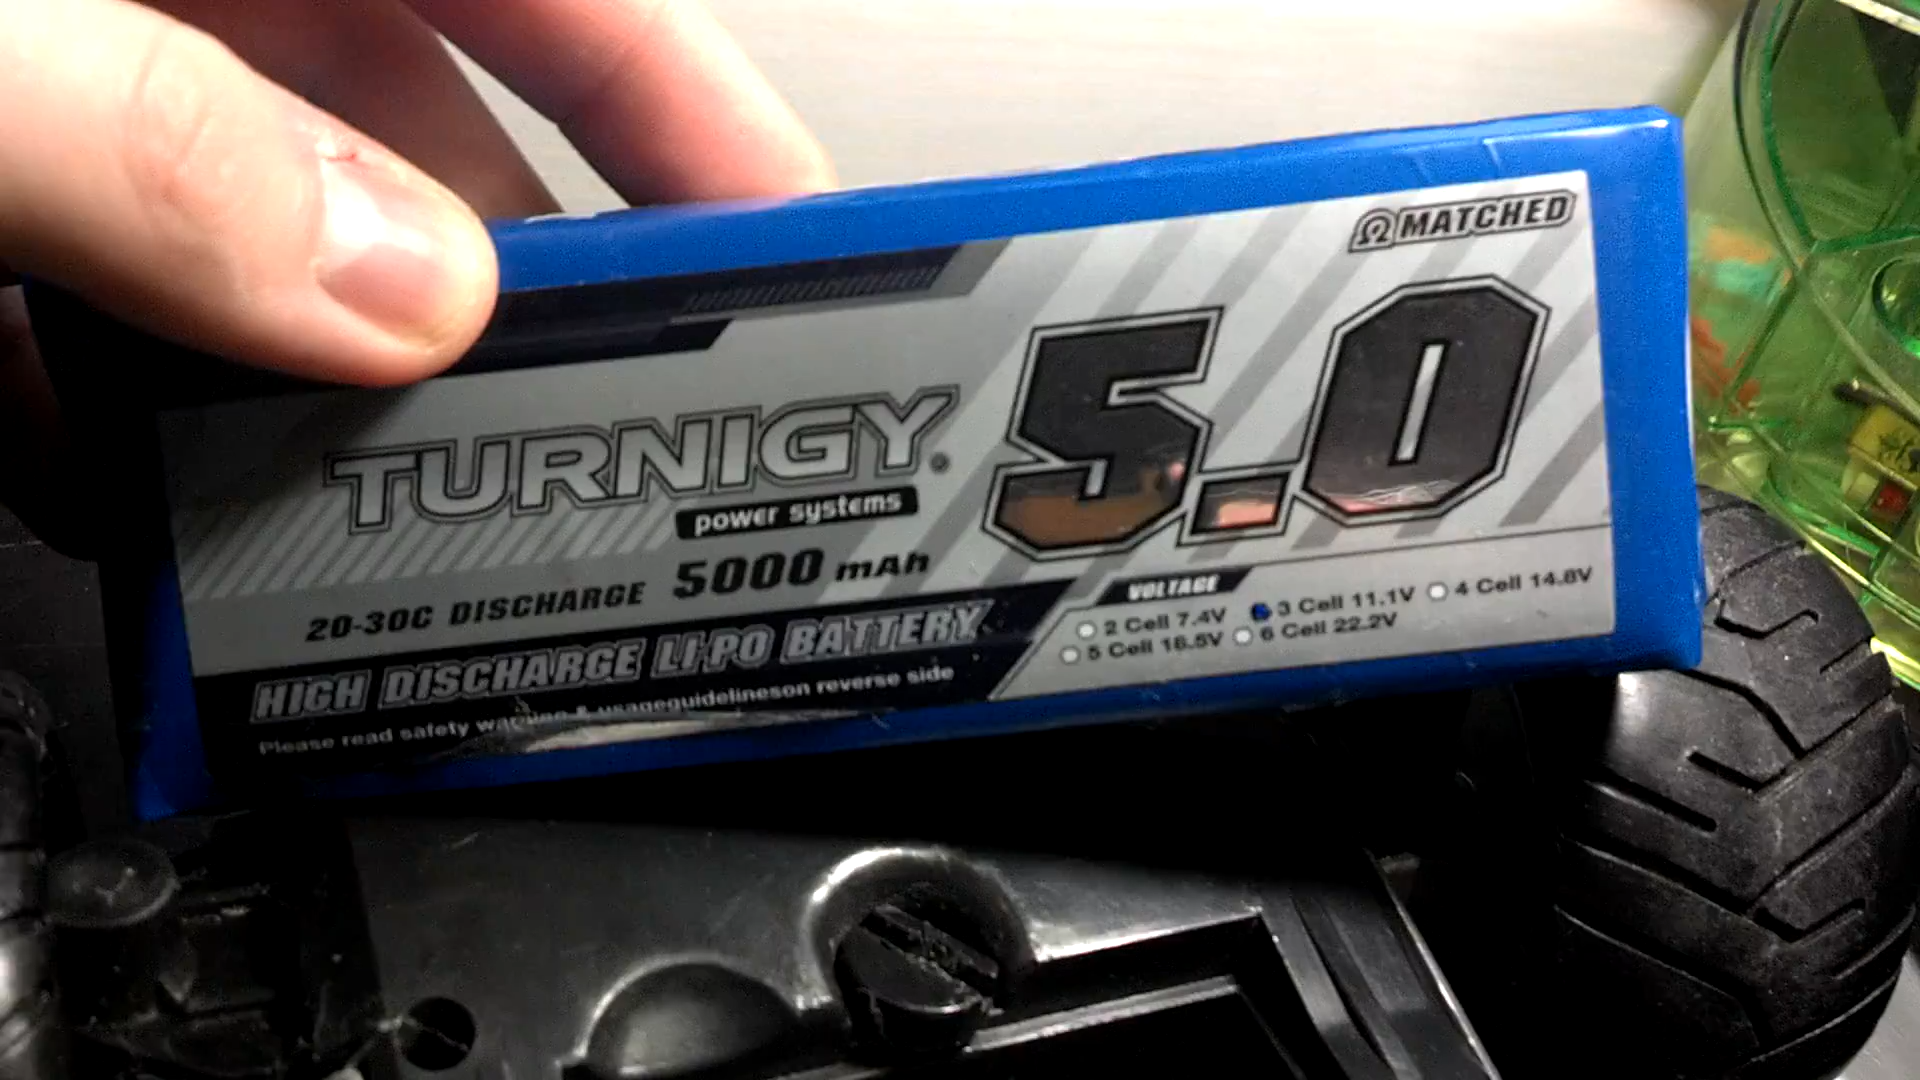 Ω MATCHED
TURNIGY
power systems
5.0
20-30C DISCHARGE 5000 mAh
HIGH DISCHARGE LI-PO BATTERY
Please read safety warning & usageguidelineson reverse side
VOLTAGE
2 Cell 7.4V 3 Cell 11.1V 4 Cell 14.8V
5 Cell 18.5V 6 Cell 22.2V